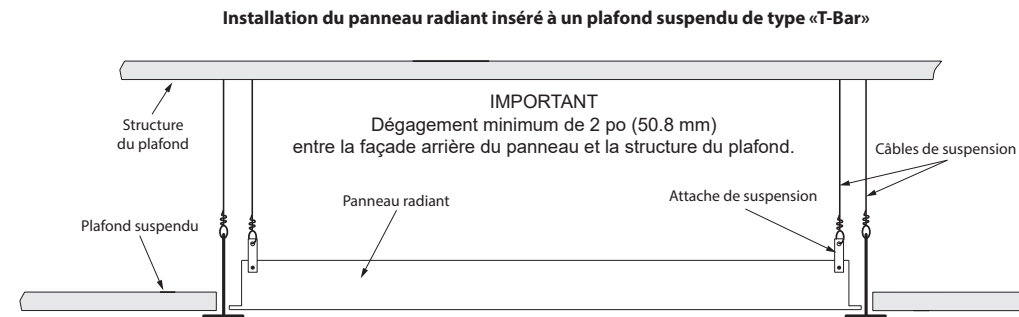 Installation du panneau radiant inséré à un plafond suspendu de type «T-Bar»
IMPORTANT
Dégagement minimum de 2 po (50.8 mm)
entre la façade arrière du panneau et la structure du plafond.
Structure
du plafond
Câbles de suspension
Attache de suspension
Panneau radiant
Plafond suspendu